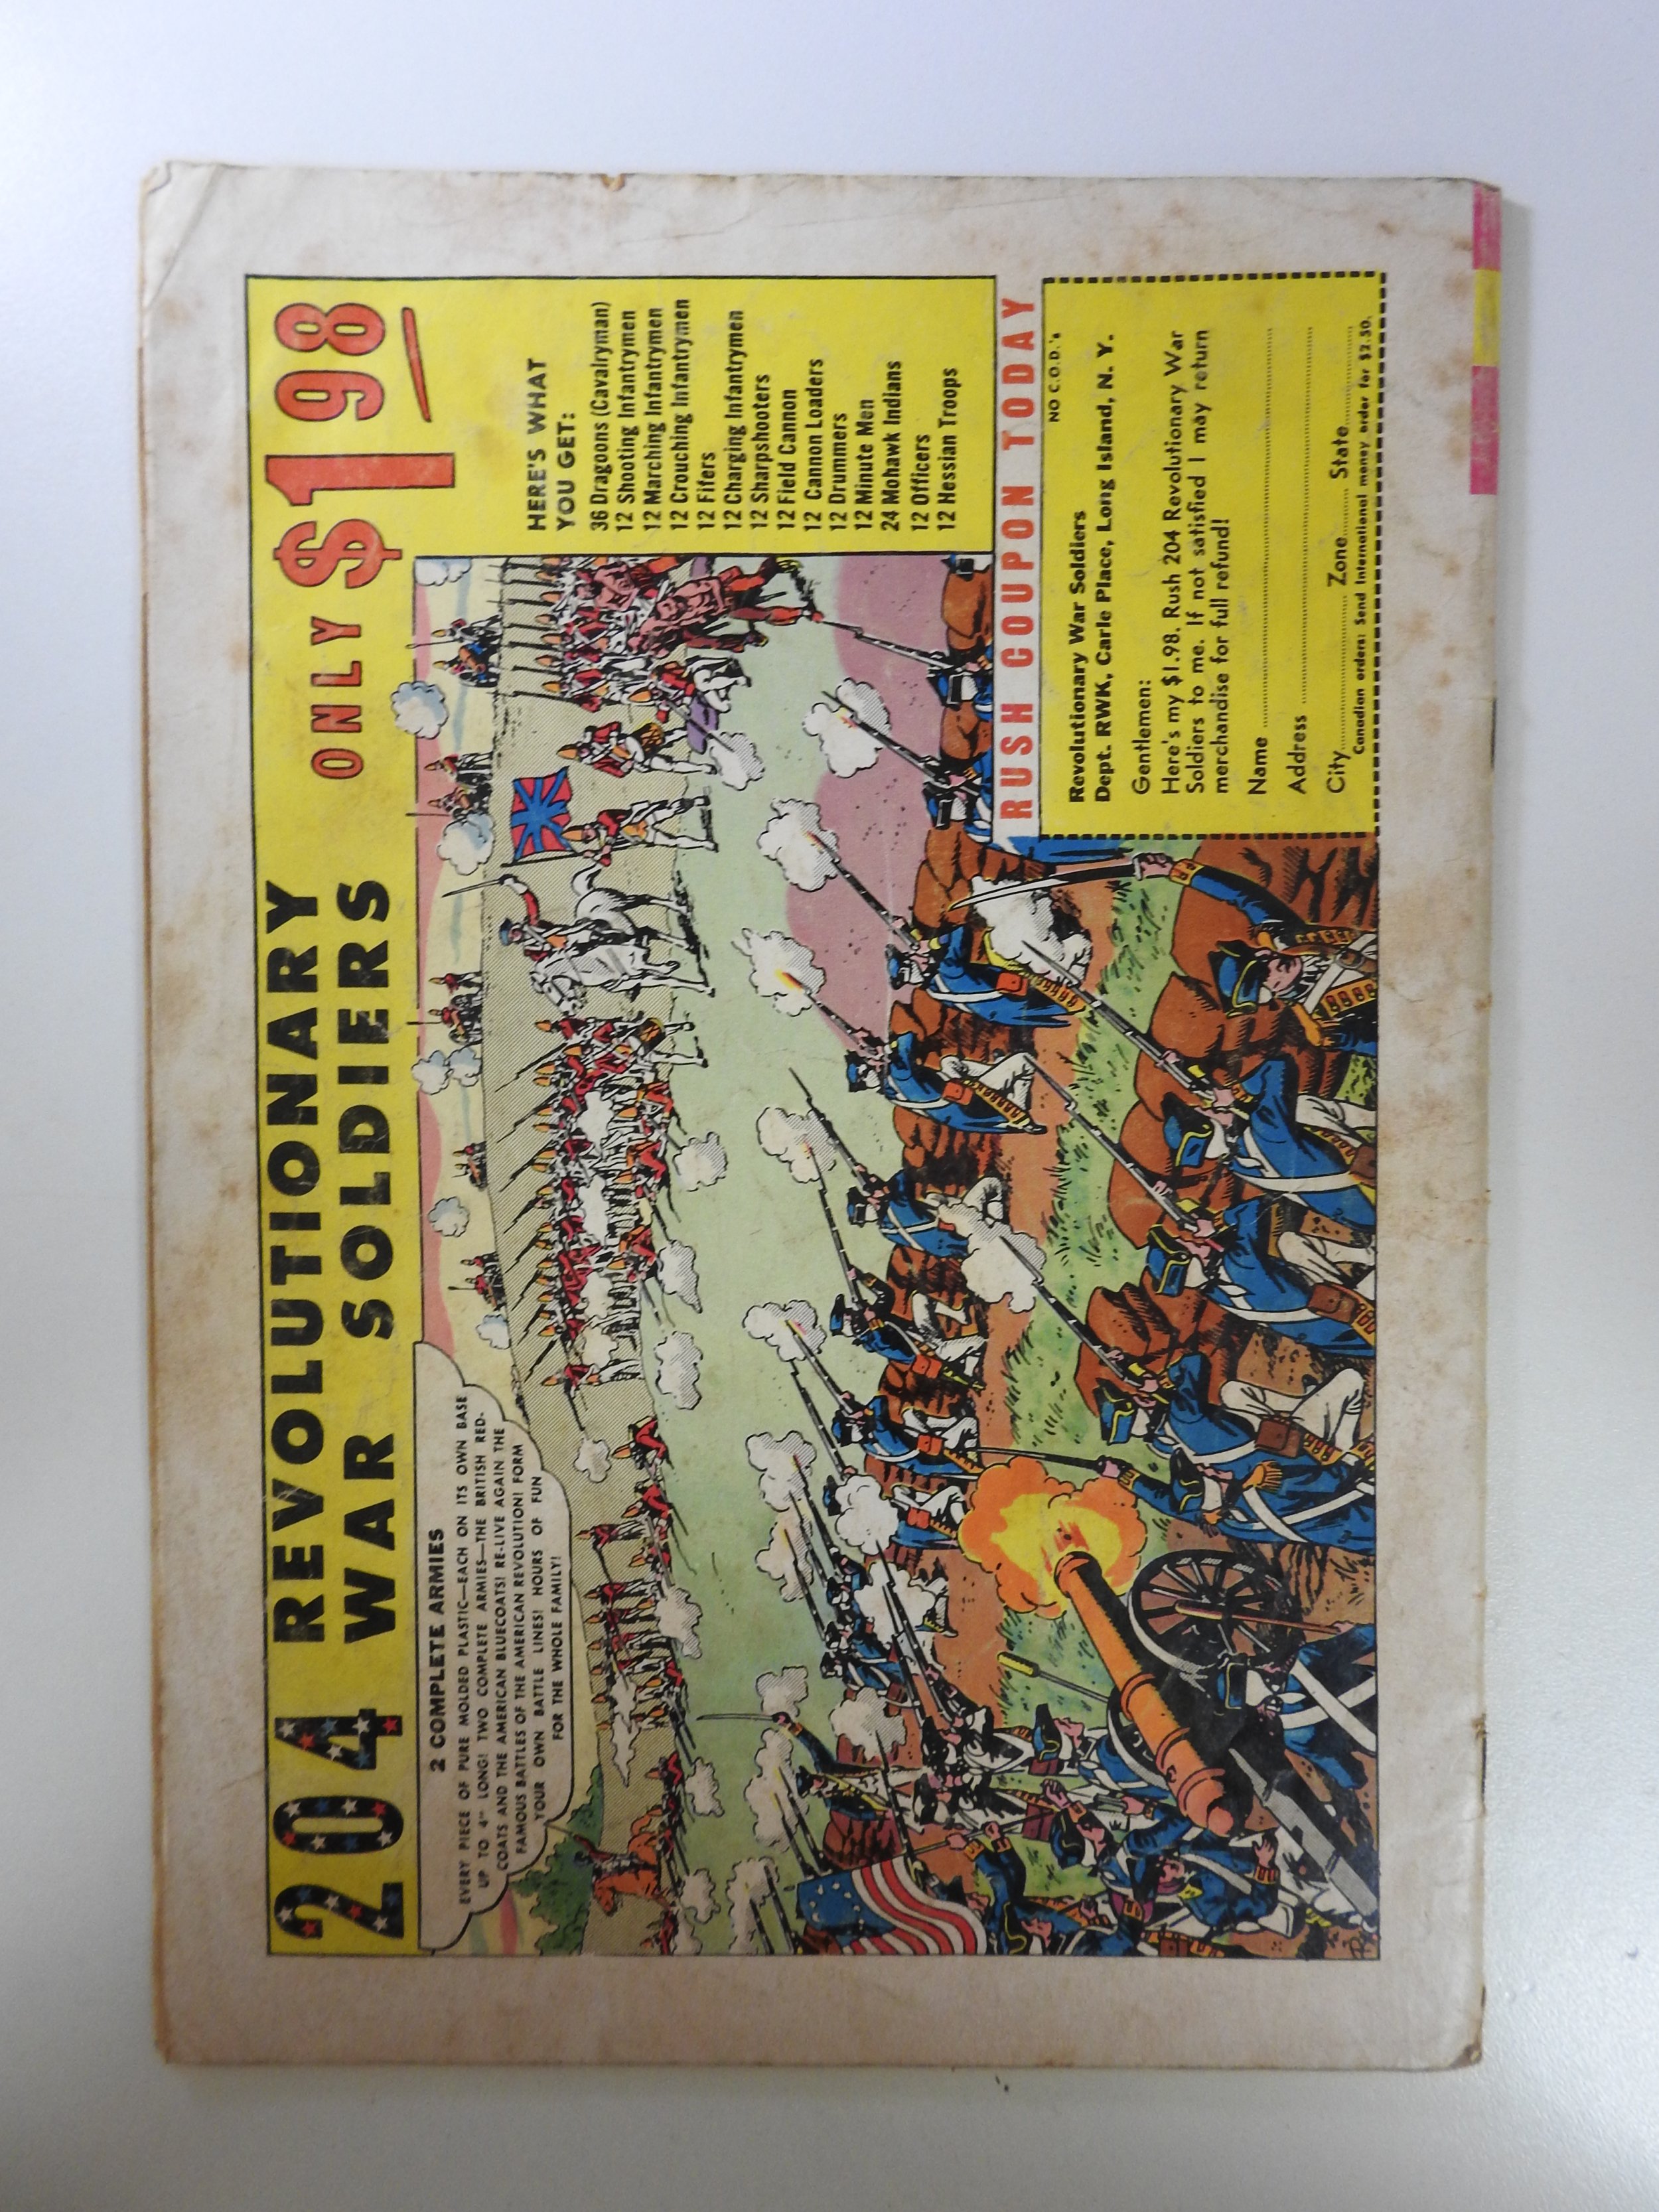 204 REVOLUTIONARY
WAR SOLDIERS
ONLY $198
2 COMPLETE ARMIES
EVERY PIECE OF PURE MOLDED PLASTIC—EACH ON ITS OWN BASE
UP TO 4" LONG! TWO COMPLETE ARMIES—THE BRITISH RED-
COATS AND THE AMERICAN BLUECOATS! RE-LIVE AGAIN THE
FAMOUS BATTLES OF THE AMERICAN REVOLUTION! FORM
YOUR OWN BATTLE LINES! HOURS OF FUN
FOR THE WHOLE FAMILY!
HERE'S WHAT
YOU GET:
36 Dragoons (Cavalryman)
12 Shooting Infantrymen
12 Marching Infantrymen
12 Crouching Infantrymen
12 Fifers
12 Charging Infantrymen
12 Sharpshooters
12 Field Cannon
12 Cannon Loaders
12 Drummers
12 Minute Men
24 Mohawk Indians
12 Officers
12 Hessian Troops
RUSH COUPON TODAY
NO C.O.D.'s
Revolutionary War Soldiers
Dept. RWK, Carle Place, Long Island, N. Y.
Gentlemen:
Here's my $1.98. Rush 204 Revolutionary War
Soldiers to me. If not satisfied I may return
merchandise for full refund!
Name
Address
City Zone State
Canadian orders: Send International money order for $2.50.